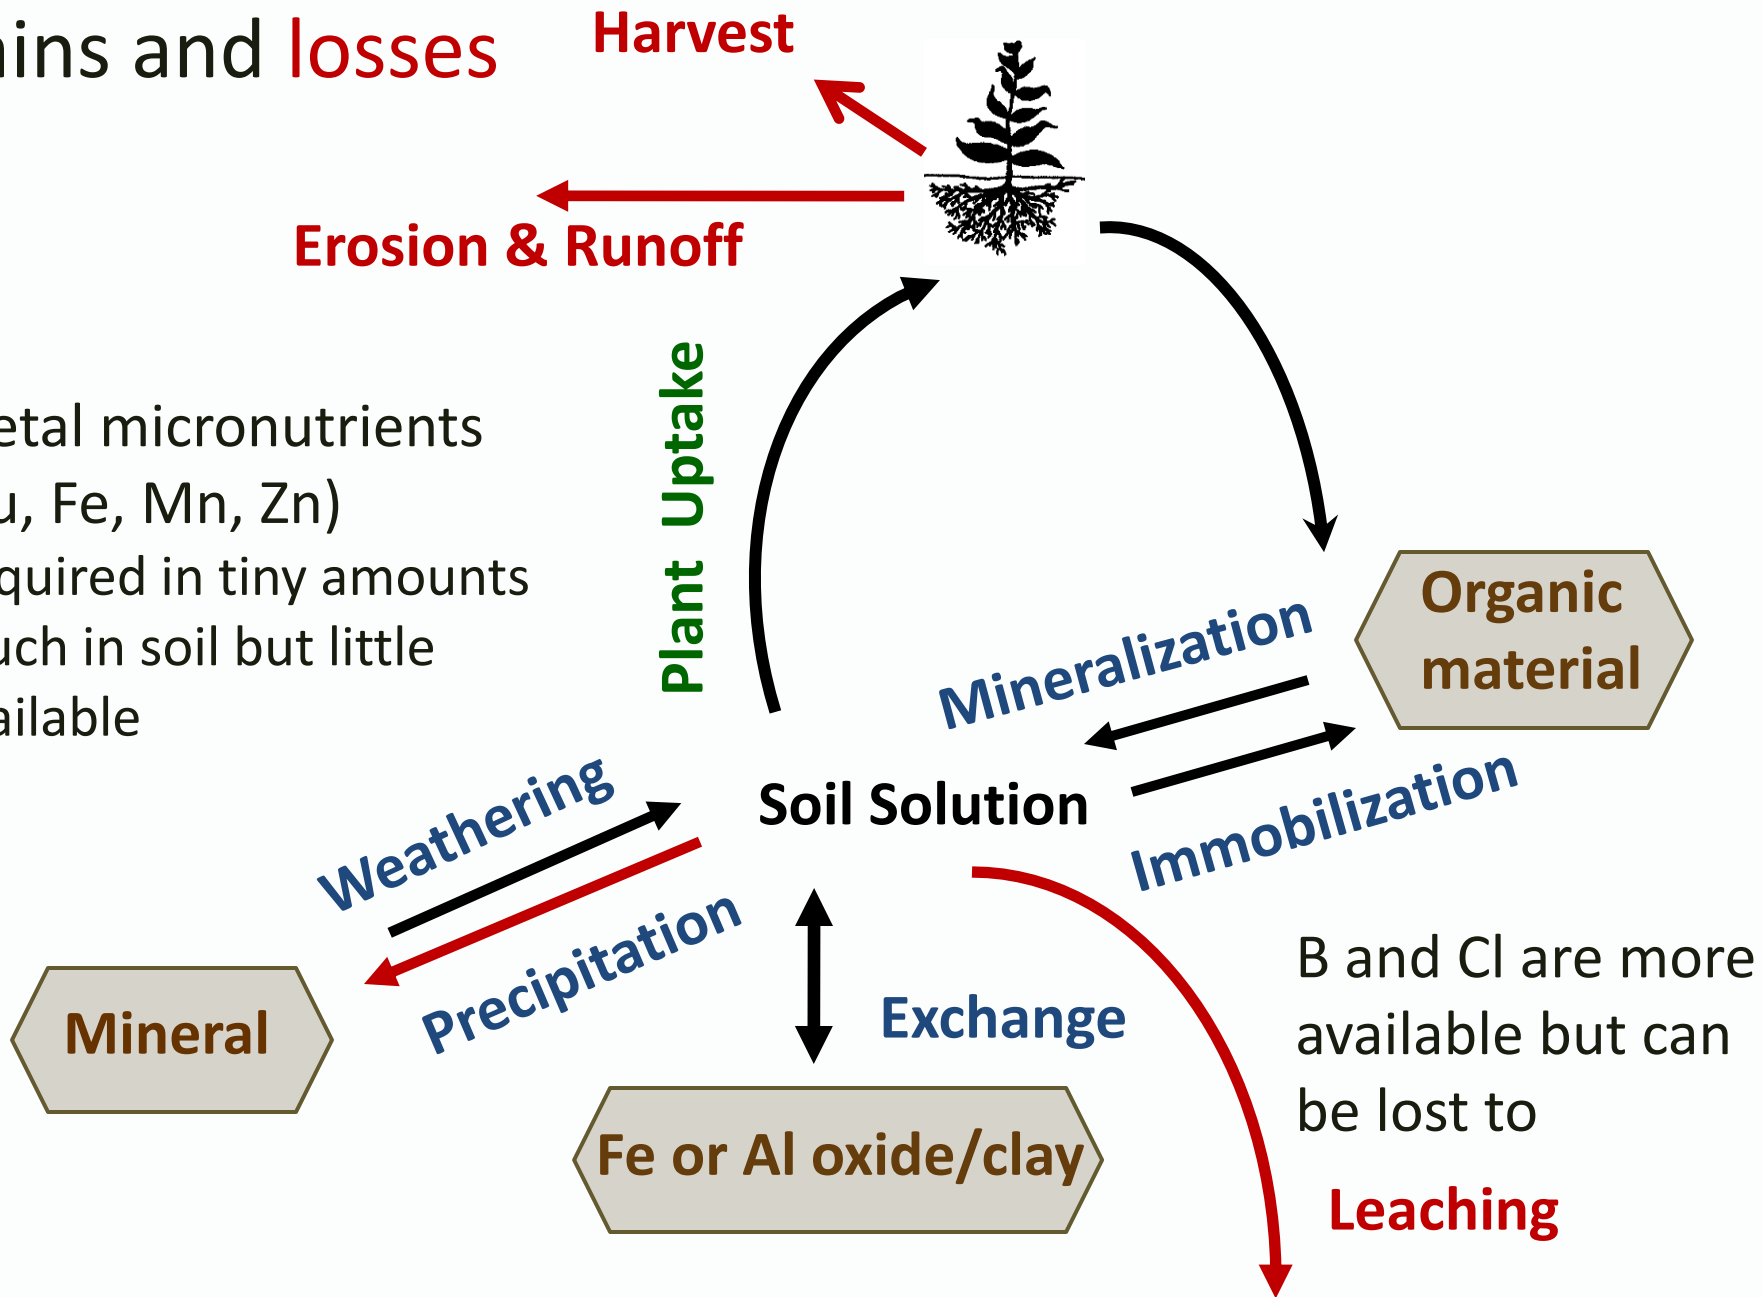 ains and losses
Harvest
Erosion & Runoff
Plant Uptake
etal micronutrients
u, Fe, Mn, Zn)
quired in tiny amounts
uch in soil but little
ailable
Organic
material
Mineralization
Immobilization
Soil Solution
Weathering
Precipitation
Mineral
Exchange
Fe or Al oxide/clay
B and Cl are more
available but can
be lost to
Leaching